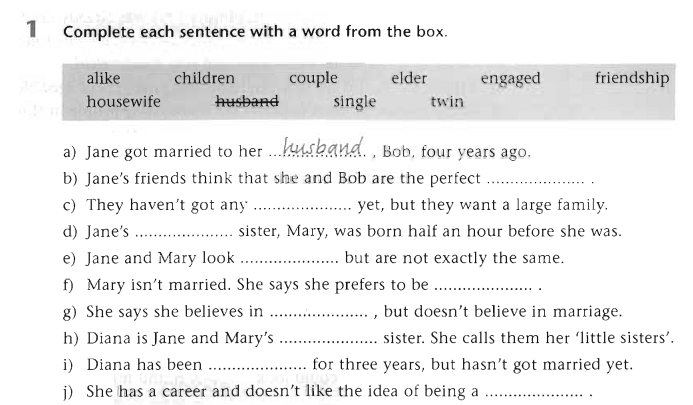 1 Complete each sentence with a word from the box.
alike children couple elder engaged friendship
housewife husband single twin
a) Jane got married to her ...husband... , Bob, four years ago.
b) Jane's friends think that she and Bob are the perfect ..................... .
c) They haven't got any ..................... yet, but they want a large family.
d) Jane's ..................... sister, Mary, was born half an hour before she was.
e) Jane and Mary look ..................... but are not exactly the same.
f) Mary isn't married. She says she prefers to be ..................... .
g) She says she believes in ..................... , but doesn't believe in marriage.
h) Diana is Jane and Mary's ..................... sister. She calls them her 'little sisters'.
i) Diana has been ..................... for three years, but hasn't got married yet.
j) She has a career and doesn't like the idea of being a ..................... .